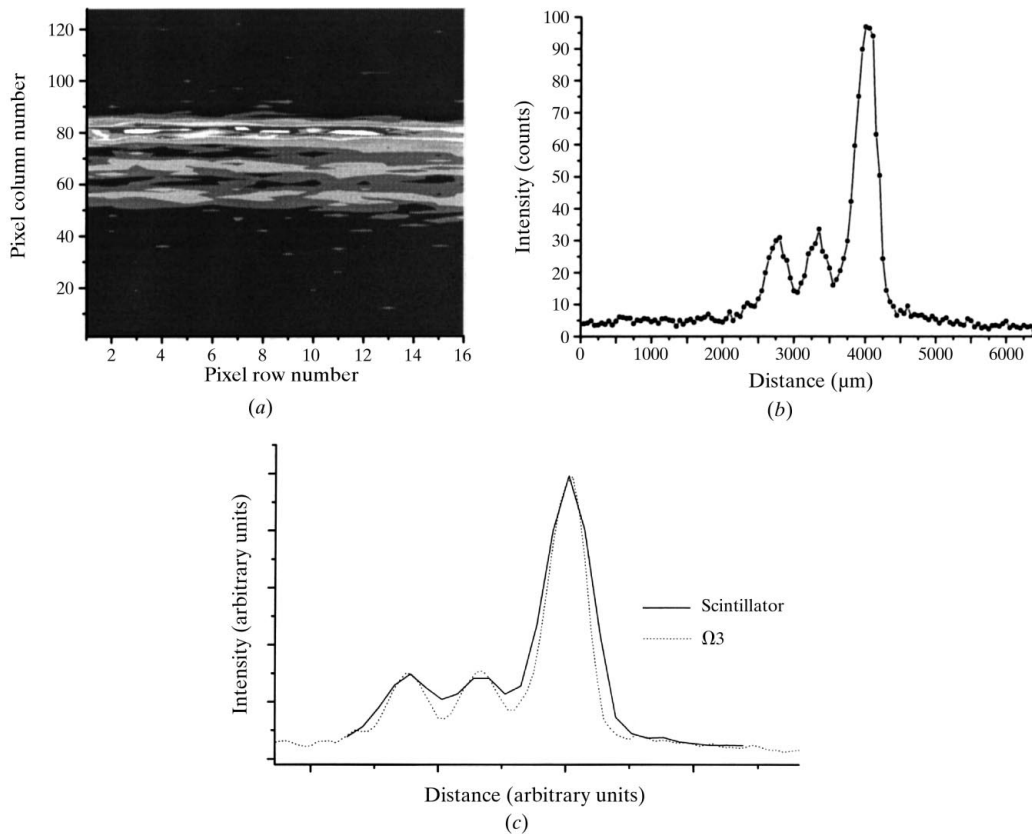 Pixel column number
120
100
80
60
40
20
2 4 6 8 10 12 14 16
Pixel row number
(a)
Intensity (counts)
100
90
80
70
60
50
40
30
20
10
0
0 1000 2000 3000 4000 5000 6000
Distance (µm)
(b)
Intensity (arbitrary units)
Scintillator
Ω3
Distance (arbitrary units)
(c)